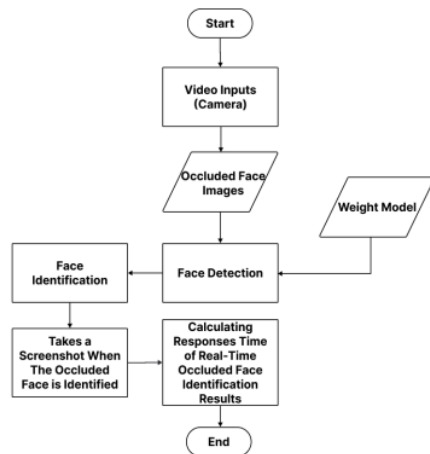 Start
Video Inputs
(Camera)
Occluded Face
Images
Weight Model
Face
Identification
Face Detection
Takes a
Screenshot When
The Occluded
Face is Identified
Calculating
Responses Time
of Real-Time
Occluded Face
Identification
Results
End